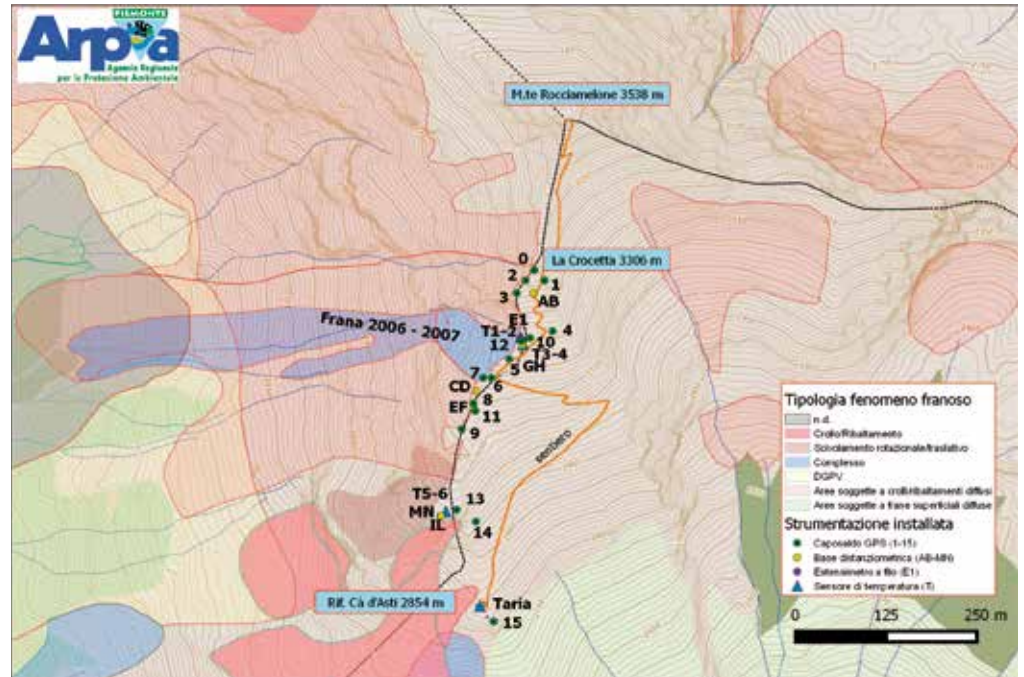 PIEMONTE
Arpa
Agenzia Regionale
per la Protezione Ambientale
M.te Rocciamelone 3538 m
La Crocetta 3306 m
0
2
1
3
AB
E1
4
T1-2
12
10
T3-4
GH
5
Frana 2006 - 2007
7
6
CD
8
EF
11
9
sentiero
T5-6
13
MN
IL
14
Rif. Cà d'Asti 2854 m
Taria
15
Tipologia fenomeno franoso
n.d.
Crollo/Ribaltamento
Scivolamento rotazionale/traslativo
Complesso
DGPV
Aree soggette a crolli/ribaltamenti diffusi
Aree soggette a frane superficiali diffuse
Strumentazione installata
Caposaldo GPS (1-15)
Base distanziometrica (AB-MN)
Estensimetro a filo (E1)
Sensore di temperatura (T)
0 125 250 m